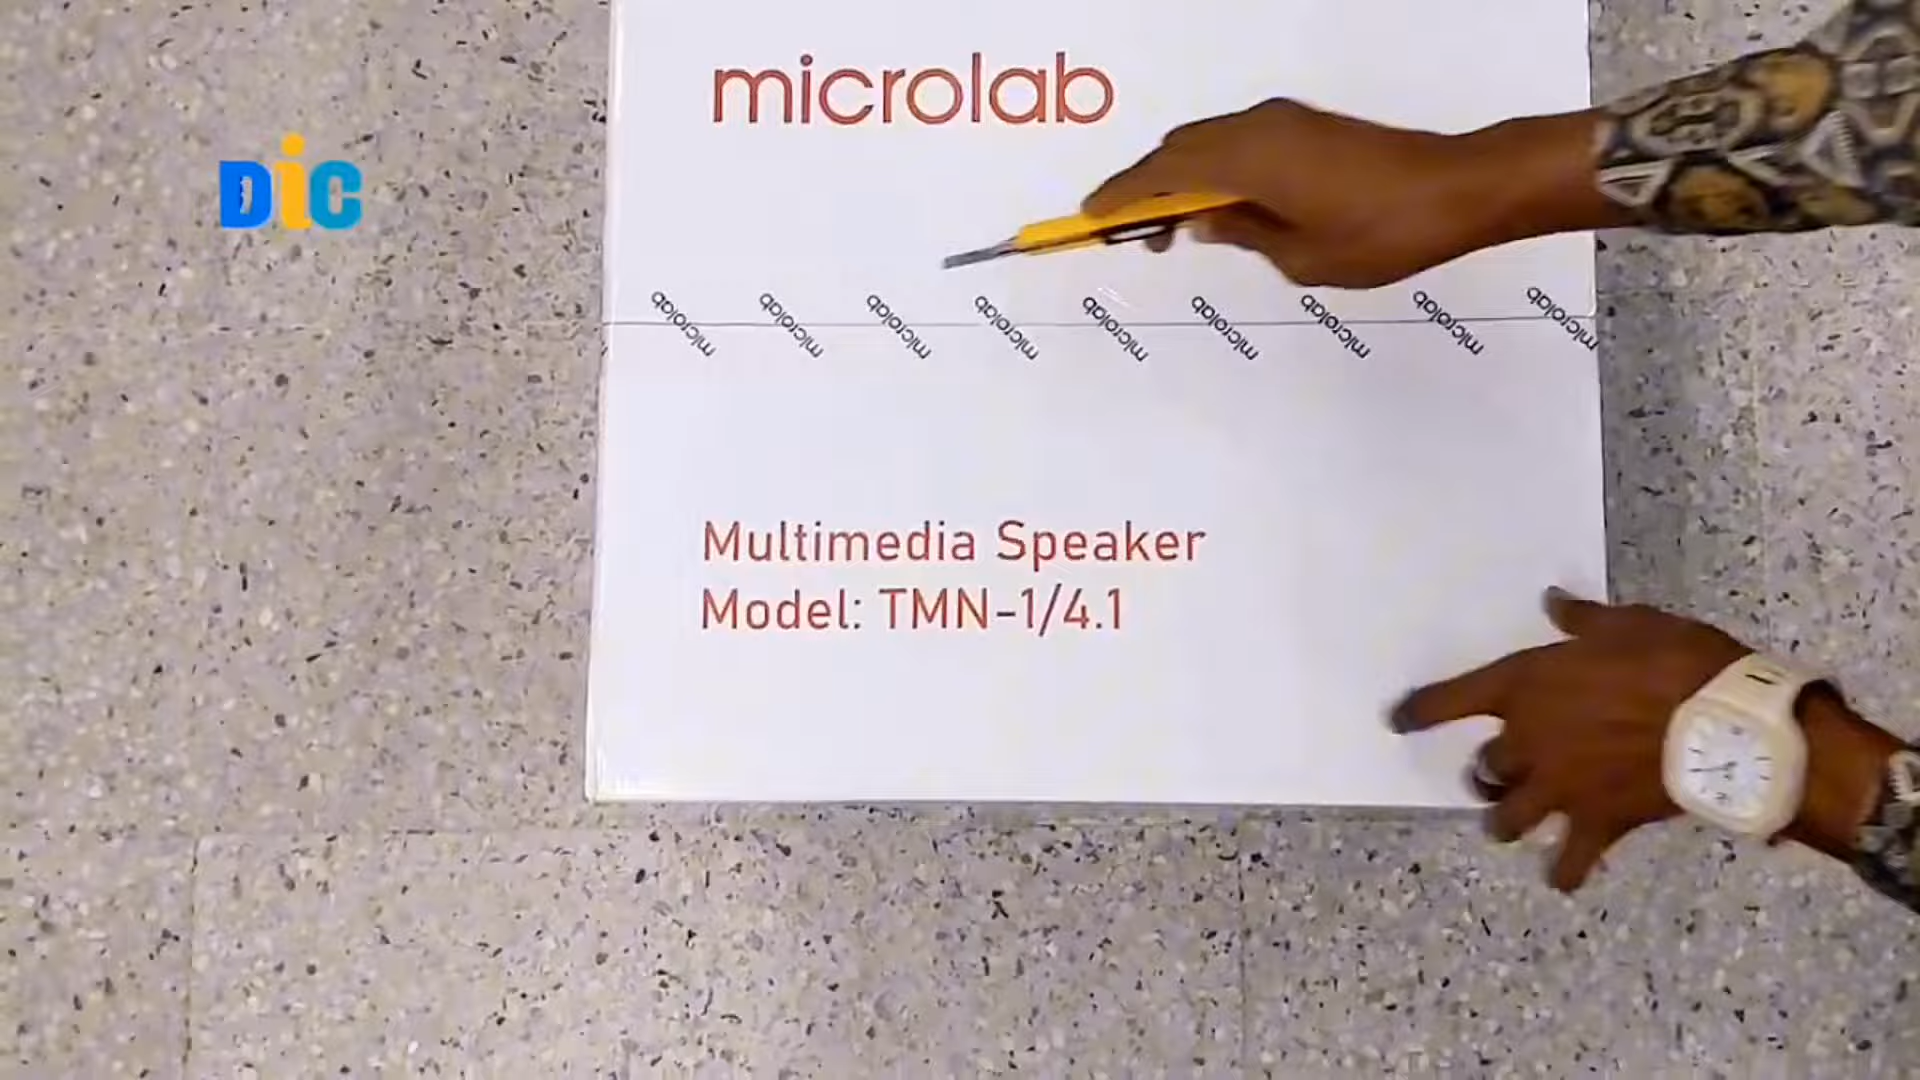 microlab
DiC
microlab microlab microlab microlab microlab microlab microlab microlab microlab
Multimedia Speaker
Model: TMN-1/4.1